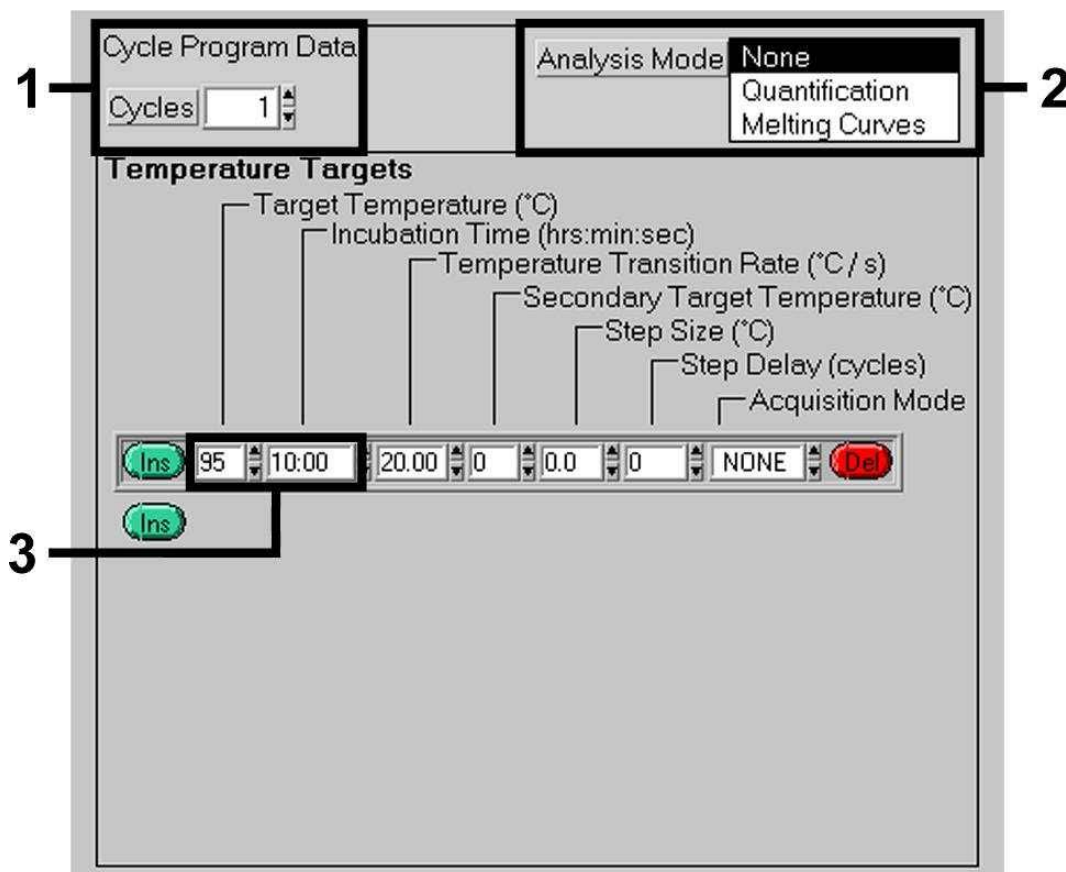 Cycle Program Data
1
Cycles 1
Analysis Mode None
Quantification
Melting Curves
2
Temperature Targets
Target Temperature (°C)
Incubation Time (hrs:min:sec)
Temperature Transition Rate (°C / s)
Secondary Target Temperature (°C)
Step Size (°C)
Step Delay (cycles)
Acquisition Mode
Ins 95 10:00 20.00 0 0.0 0 NONE Del
Ins
3